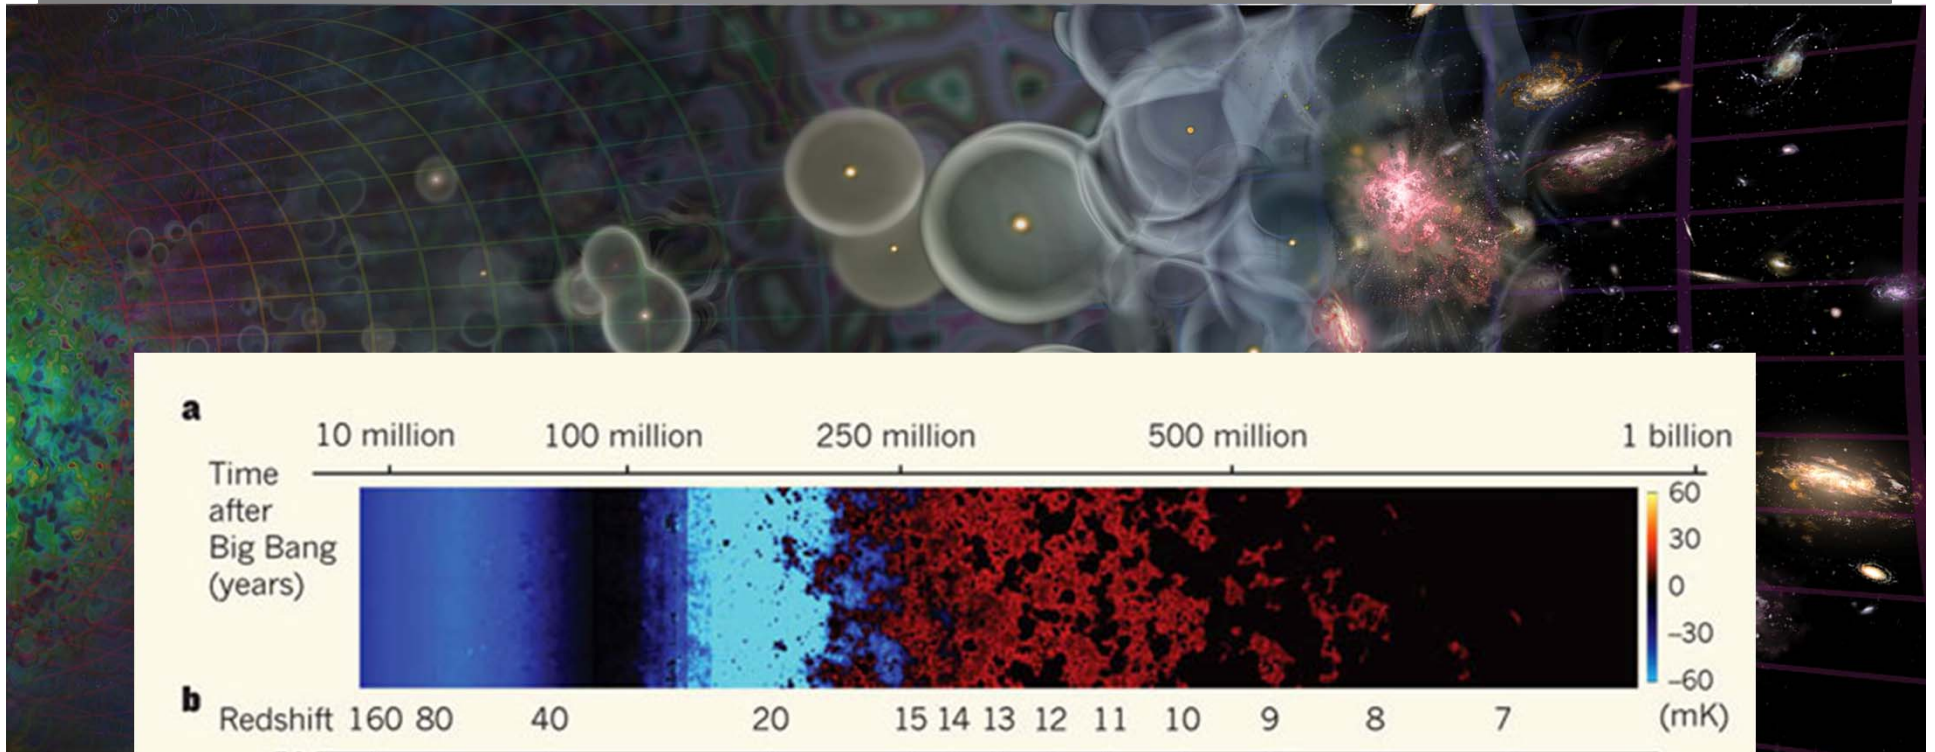 a
10 million 100 million 250 million 500 million 1 billion
Time
after
Big Bang
(years)
60
30
0
–30
–60
(mK)
b
Redshift 160 80 40 20 15 14 13 12 11 10 9 8 7